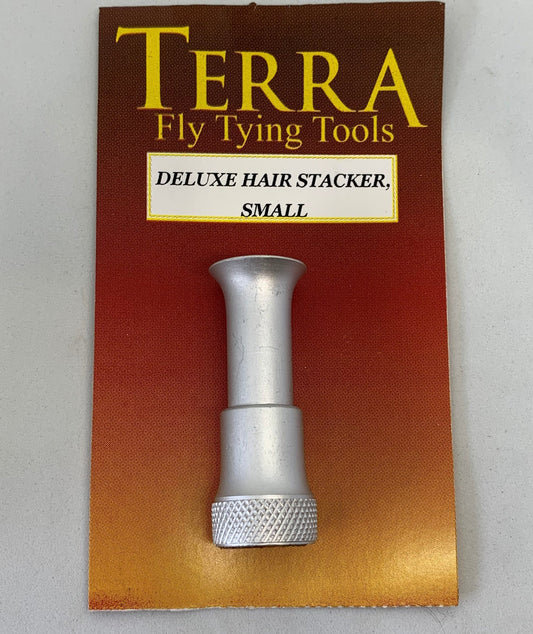 TERRA
Fly Tying Tools
DELUXE HAIR STACKER,
SMALL